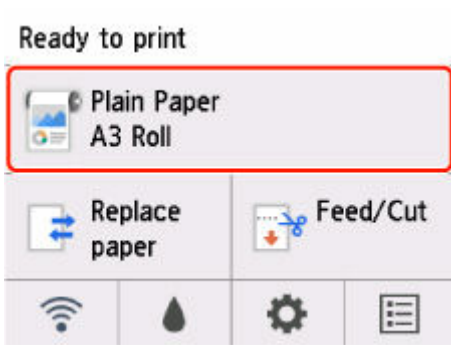 Ready to print
Plain Paper
A3 Roll
Replace
paper
Feed/Cut